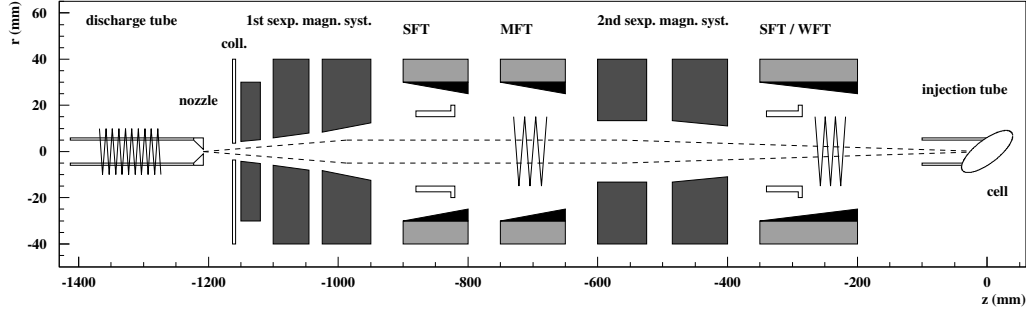 discharge tube
1st sexp. magn. syst.
SFT
MFT
2nd sexp. magn. syst.
SFT / WFT
coll.
nozzle
injection tube
cell
r (mm)
60
40
20
0
-20
-40
-1400
-1200
-1000
-800
-600
-400
-200
0
z (mm)